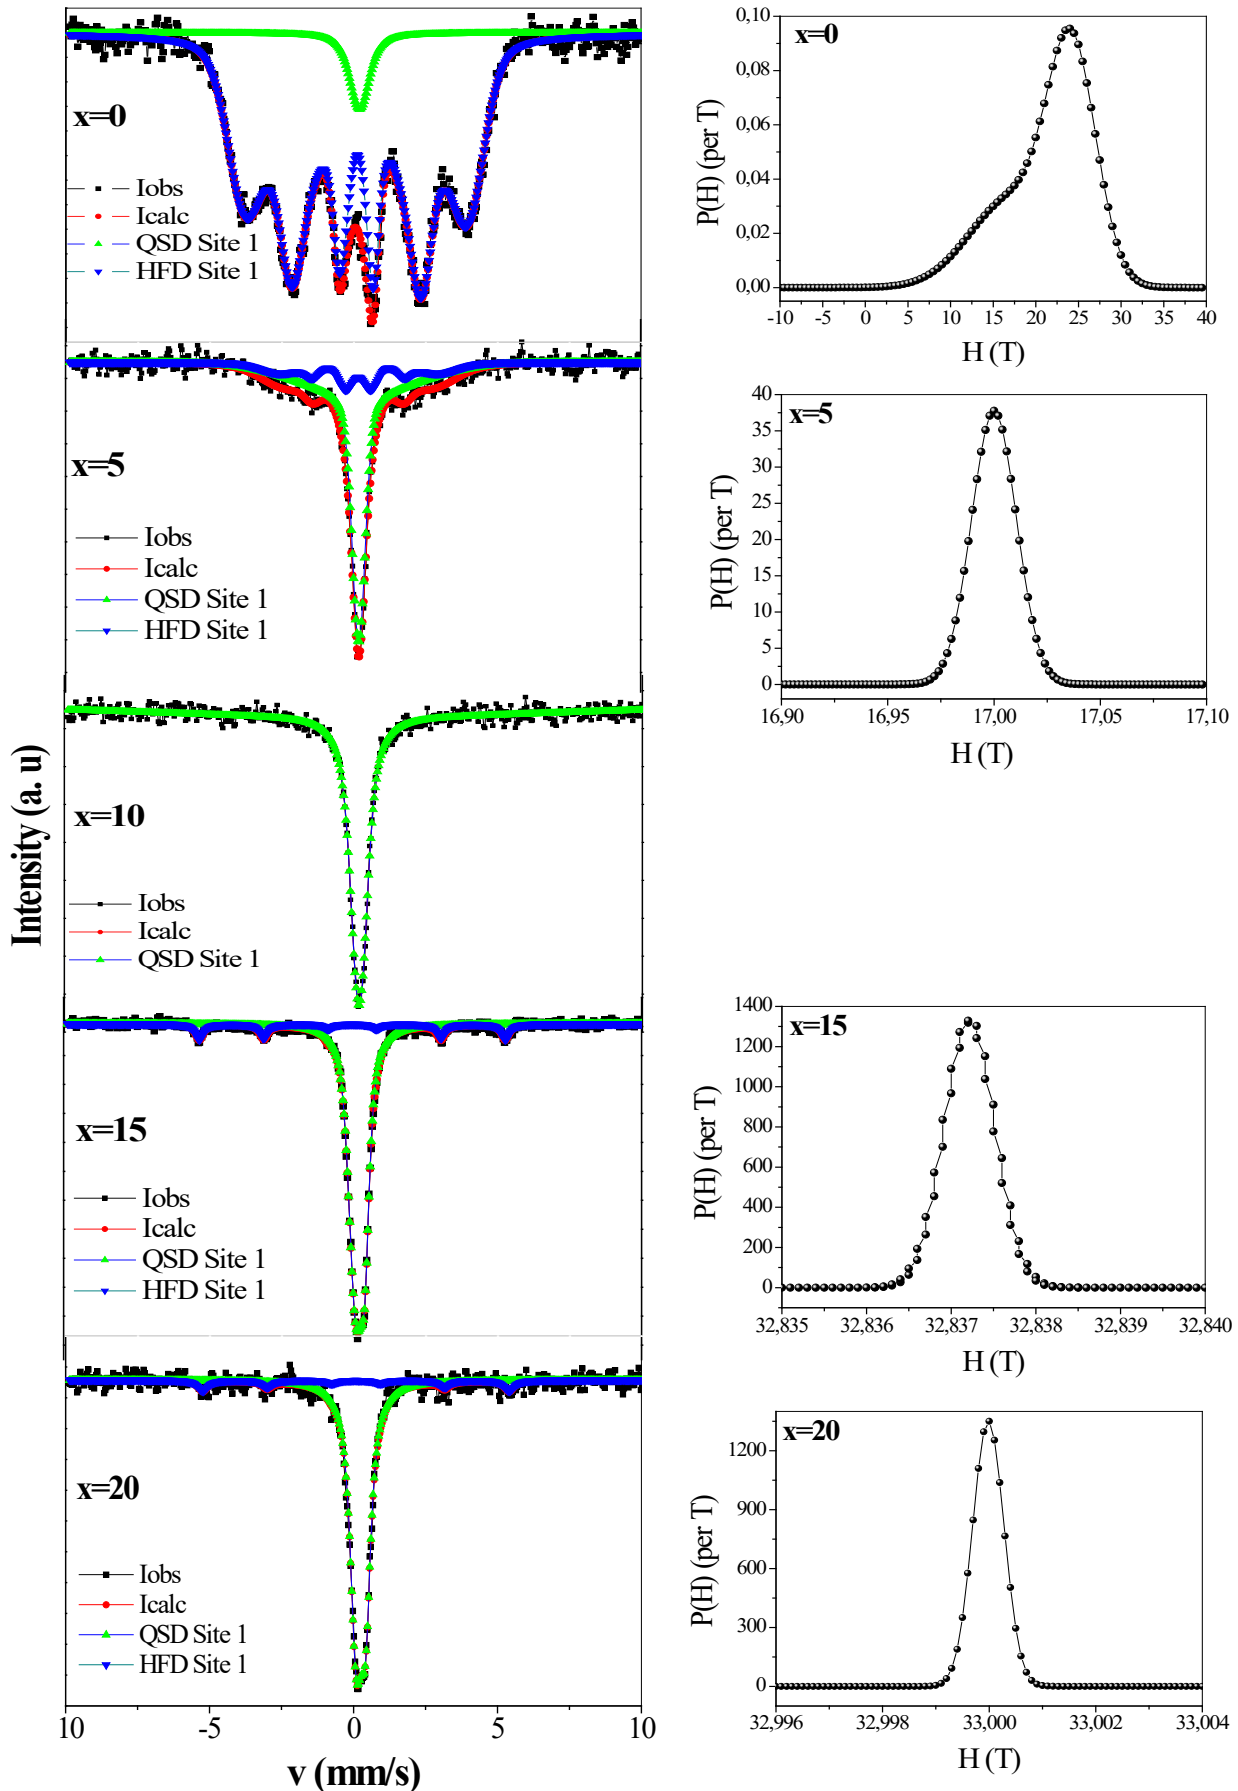 x=0
Iobs
Icalc
QSD Site 1
HFD Site 1
x=5
Iobs
Icalc
QSD Site 1
HFD Site 1
x=10
Iobs
Icalc
QSD Site 1
x=15
Iobs
Icalc
QSD Site 1
HFD Site 1
x=20
Iobs
Icalc
QSD Site 1
HFD Site 1
Intensity (a. u)
10 -5 0 5 10
v (mm/s)
x=0
P(H) (per T)
0,10
0,08
0,06
0,04
0,02
0,00
-10 -5 0 5 10 15 20 25 30 35 40
H (T)
x=5
P(H) (per T)
40
35
30
25
20
15
10
5
0
16,90 16,95 17,00 17,05 17,10
H (T)
x=15
P(H) (per T)
1400
1200
1000
800
600
400
200
0
32,835 32,836 32,837 32,838 32,839 32,840
H (T)
x=20
P(H) (per T)
1200
900
600
300
0
32,996 32,998 33,000 33,002 33,004
H (T)